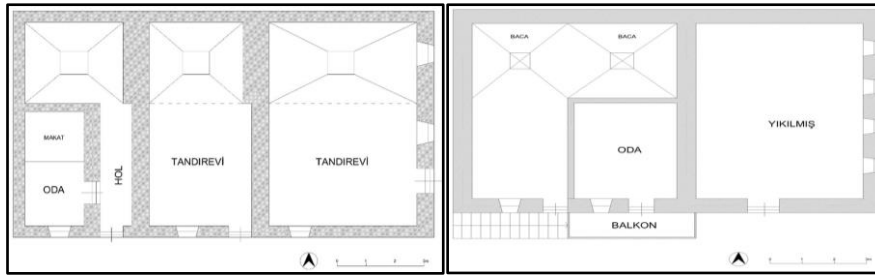 MAKAT
ODA
HOL
TANDIREVİ
TANDIREVİ
BACA
BACA
ODA
YIKILMIŞ
BALKON